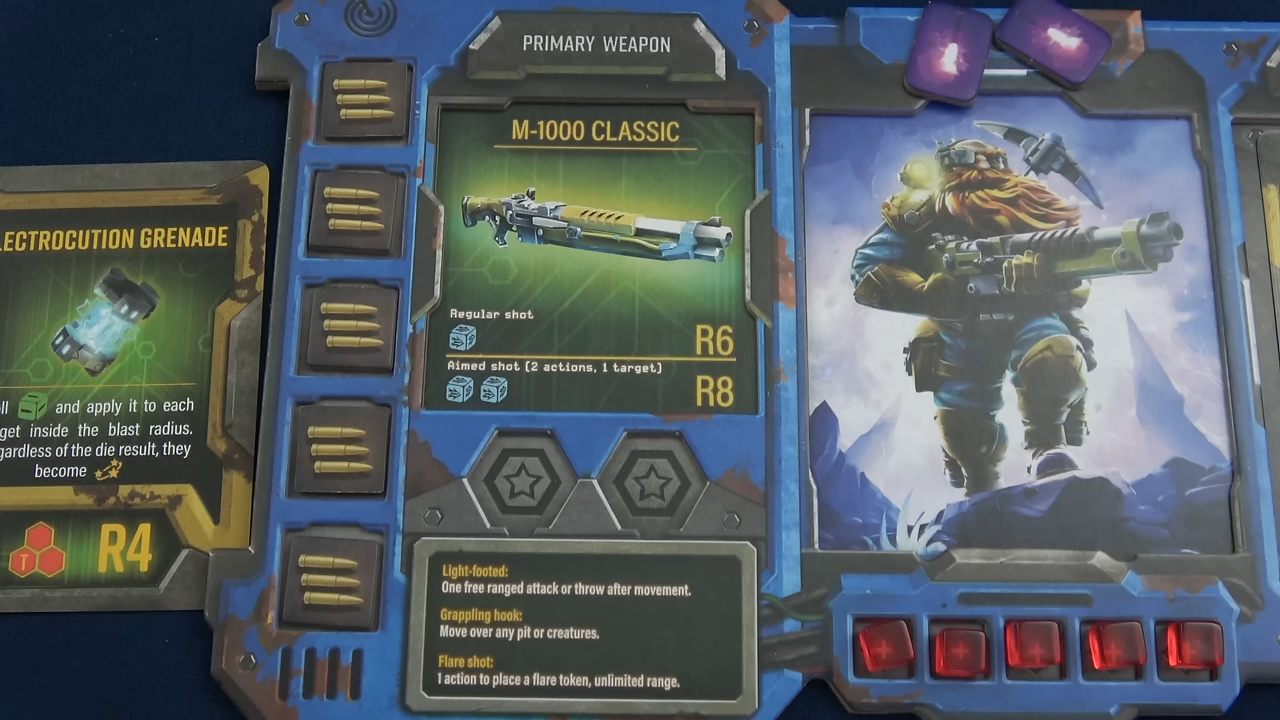 LECTROCUTION GRENADE
and apply it to each
get inside the blast radius.
gardless of the die result, they
become
T
R4
PRIMARY WEAPON
M-1000 CLASSIC
Regular shot
R6
Aimed shot (2 actions, 1 target)
R8
Light-footed:
One free ranged attack or throw after movement.
Grappling hook:
Move over any pit or creatures.
Flare shot:
1 action to place a flare token, unlimited range.